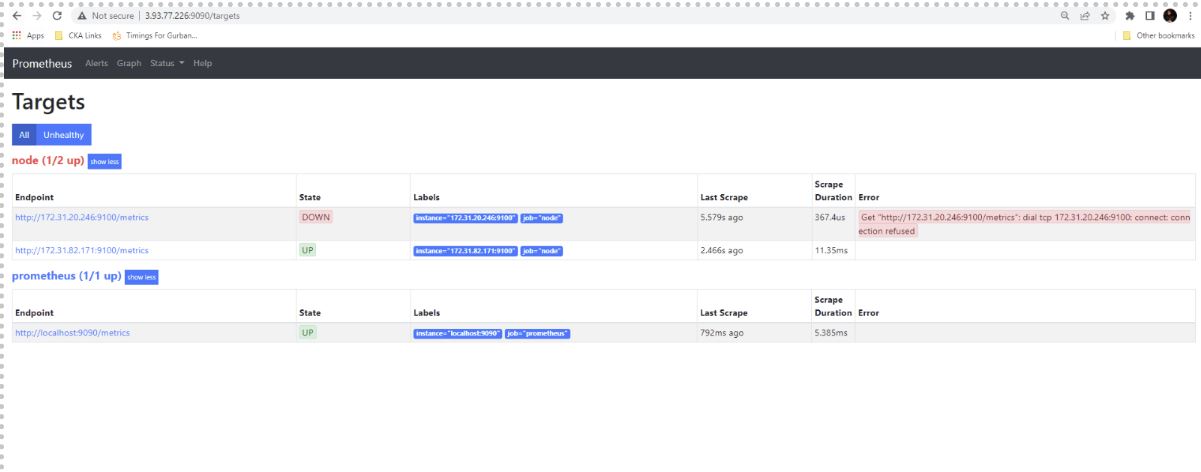 Not secure | 3.93.77.226:9090/targets
Apps CKA Links Timings For Gurban... Other bookmarks
Prometheus Alerts Graph Status Help
Targets
All Unhealthy
node (1/2 up) show less
Endpoint State Labels Last Scrape Scrape Duration Error
http://172.31.20.246:9100/metrics DOWN instance="172.31.20.246:9100" job="node" 5.579s ago 367.4us Get "http://172.31.20.246:9100/metrics": dial tcp 172.31.20.246:9100: connect: conn
ection refused
http://172.31.82.171:9100/metrics UP instance="172.31.82.171:9100" job="node" 2.466s ago 11.35ms
prometheus (1/1 up) show less
Endpoint State Labels Last Scrape Scrape Duration Error
http://localhost:9090/metrics UP instance="localhost:9090" job="prometheus" 792ms ago 5.385ms